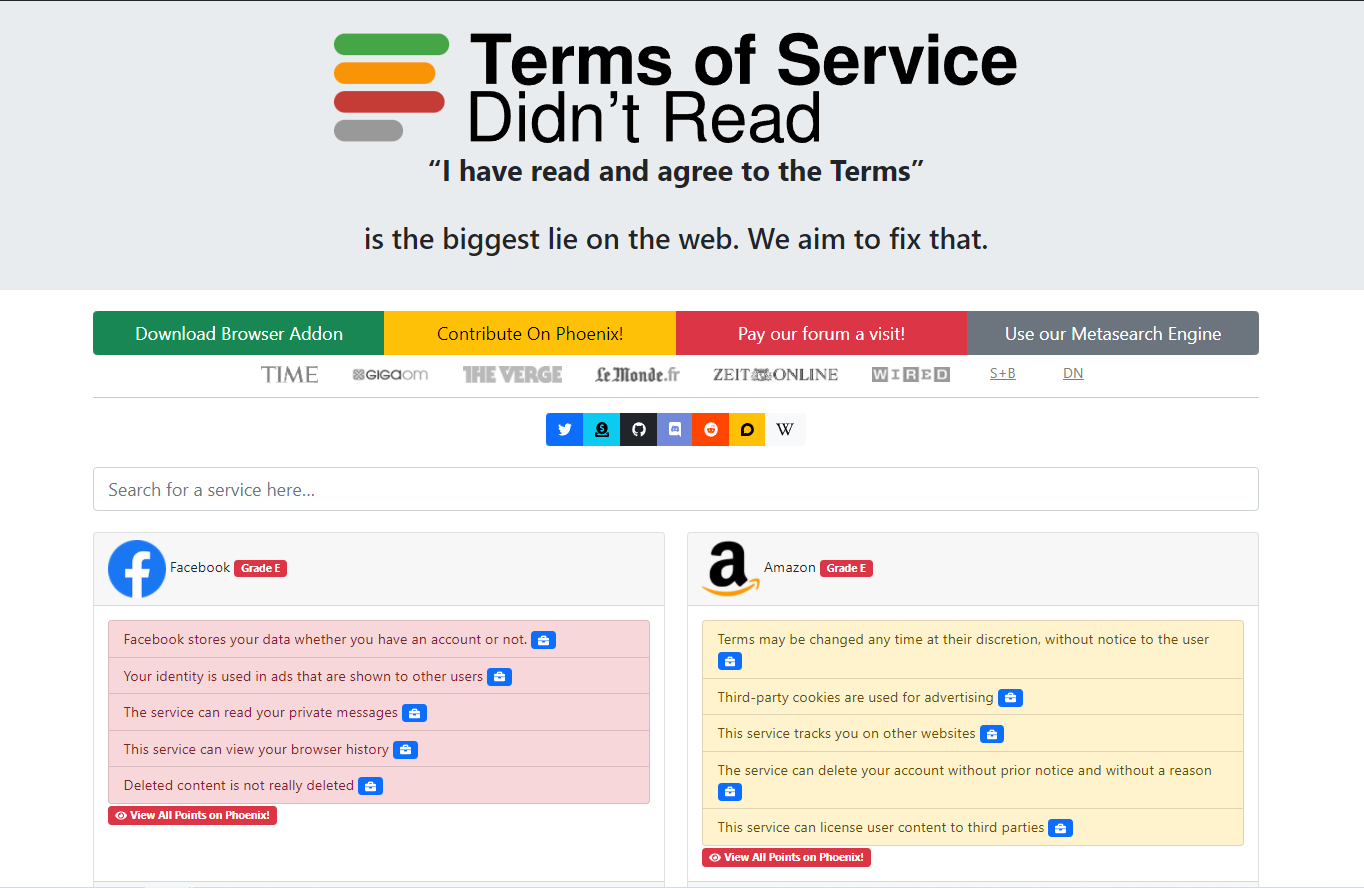 Terms of Service
Didn’t Read
“I have read and agree to the Terms”
is the biggest lie on the web. We aim to fix that.
Download Browser Addon Contribute On Phoenix! Pay our forum a visit! Use our Metasearch Engine
TIME GIGAOM THE VERGE Le Monde.fr ZEIT ONLINE WIRED S+B DN
W
Search for a service here...
Facebook Grade E
Facebook stores your data whether you have an account or not.
Your identity is used in ads that are shown to other users
The service can read your private messages
This service can view your browser history
Deleted content is not really deleted
View All Points on Phoenix!
a Amazon Grade E
Terms may be changed any time at their discretion, without notice to the user
Third-party cookies are used for advertising
This service tracks you on other websites
The service can delete your account without prior notice and without a reason
This service can license user content to third parties
View All Points on Phoenix!